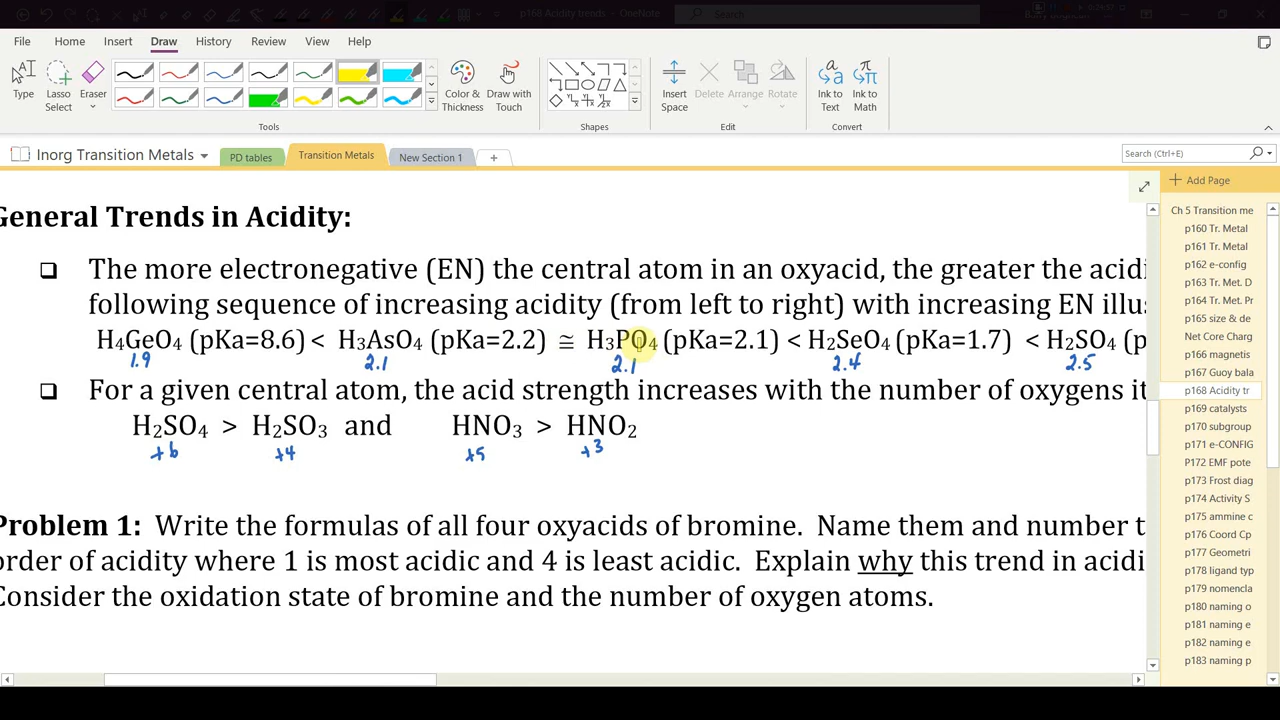 p168 Acidity trends - OneNote
Search
File Home Insert Draw History Review View Help
Type
Lasso Select
Eraser
Color & Thickness
Draw with Touch
Insert Space
Delete
Arrange
Rotate
Ink to Text
Ink to Math
Tools
Shapes
Edit
Convert
Inorg Transition Metals
PD tables
Transition Metals
New Section 1
Search (Ctrl+E)
General Trends in Acidity:
The more electronegative (EN) the central atom in an oxyacid, the greater the acidi
following sequence of increasing acidity (from left to right) with increasing EN illus
H4GeO4 (pKa=8.6) < H3AsO4 (pKa=2.2) ≅ H3PO4 (pKa=2.1) < H2SeO4 (pKa=1.7) < H2SO4 (p
1.9 2.1 2.1 2.4 2.5
For a given central atom, the acid strength increases with the number of oxygens it
H2SO4 > H2SO3 and HNO3 > HNO2
+6 +4 +5 +3
Problem 1: Write the formulas of all four oxyacids of bromine. Name them and number t
order of acidity where 1 is most acidic and 4 is least acidic. Explain why this trend in acidi
Consider the oxidation state of bromine and the number of oxygen atoms.
Add Page
Ch 5 Transition me
p160 Tr. Metal
p161 Tr. Metal
p162 e-config
p163 Tr. Met. D
p164 Tr. Met. Pr
p165 size & de
Net Core Charg
p166 magnetis
p167 Guoy bala
p168 Acidity tr
p169 catalysts
p170 subgroup
p171 e-CONFIG
P172 EMF pote
p173 Frost diag
p174 Activity S
p175 ammine c
p176 Coord Cp
p177 Geometri
p178 ligand typ
p179 nomencla
p180 naming o
p181 naming e
p182 naming e
p183 naming p